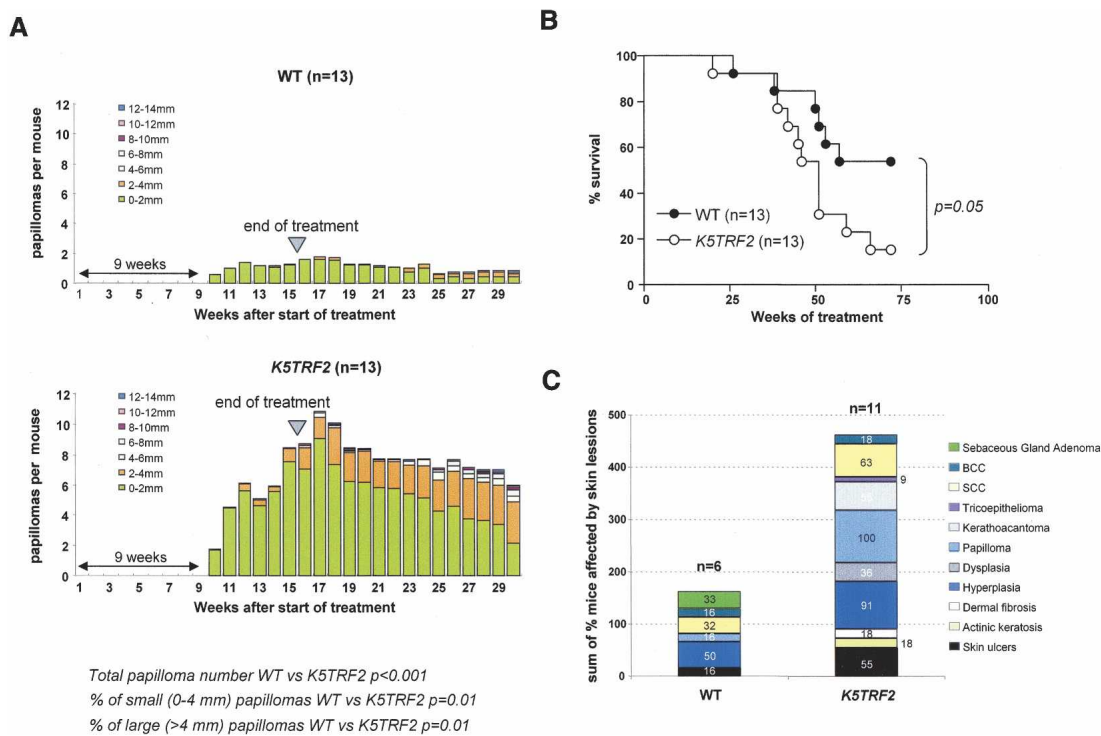 A
WT (n=13)
papillomas per mouse
12
10
8
6
4
2
0
12-14mm
10-12mm
8-10mm
6-8mm
4-6mm
2-4mm
0-2mm
end of treatment
9 weeks
1 3 5 7 9 11 13 15 17 19 21 23 25 27 29
Weeks after start of treatment
K5TRF2 (n=13)
papillomas per mouse
12
10
8
6
4
2
0
12-14mm
10-12mm
8-10mm
6-8mm
4-6mm
2-4mm
0-2mm
end of treatment
9 weeks
1 3 5 7 9 11 13 15 17 19 21 23 25 27 29
Weeks after start of treatment
Total papilloma number WT vs K5TRF2 p<0.001
% of small (0-4 mm) papillomas WT vs K5TRF2 p=0.01
% of large (>4 mm) papillomas WT vs K5TRF2 p=0.01
B
% survival
100
80
60
40
20
0
WT (n=13)
K5TRF2 (n=13)
p=0.05
0 25 50 75 100
Weeks of treatment
C
sum of % mice affected by skin lesions
500
400
300
200
100
0
n=6
33
16
32
16
50
16
WT
n=11
18
63
9
55
100
36
91
18
18
55
K5TRF2
Sebaceous Gland Adenoma
BCC
SCC
Tricoepithelioma
Kerathoacantoma
Papilloma
Dysplasia
Hyperplasia
Dermal fibrosis
Actinic keratosis
Skin ulcers